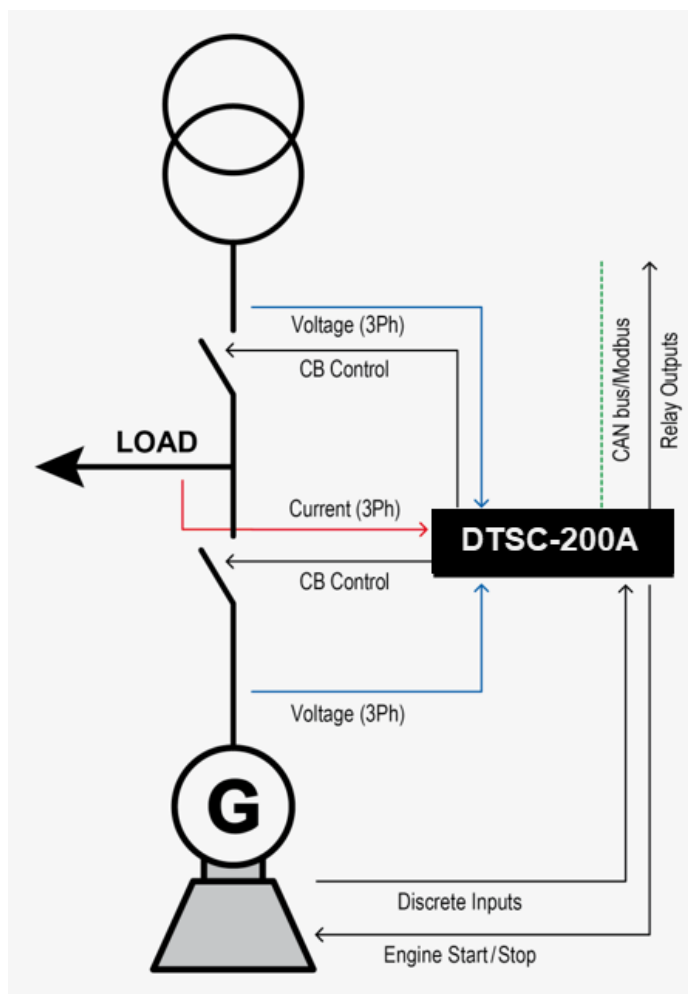 Voltage (3Ph)
CB Control
CAN bus/Modbus
Relay Outputs
LOAD
Current (3Ph)
DTSC-200A
CB Control
Voltage (3Ph)
G
Discrete Inputs
Engine Start/Stop